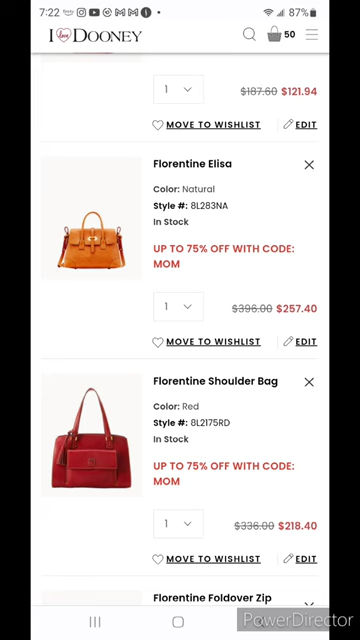 7:22
87%
I love DOONEY
50
1
$187.60 $121.94
MOVE TO WISHLIST
EDIT
Florentine Elisa
Color: Natural
Style #: 8L283NA
In Stock
UP TO 75% OFF WITH CODE:
MOM
1
$396.00 $257.40
MOVE TO WISHLIST
EDIT
Florentine Shoulder Bag
Color: Red
Style #: 8L2175RD
In Stock
UP TO 75% OFF WITH CODE:
MOM
1
$336.00 $218.40
MOVE TO WISHLIST
EDIT
Florentine Foldover Zip
PowerDirector